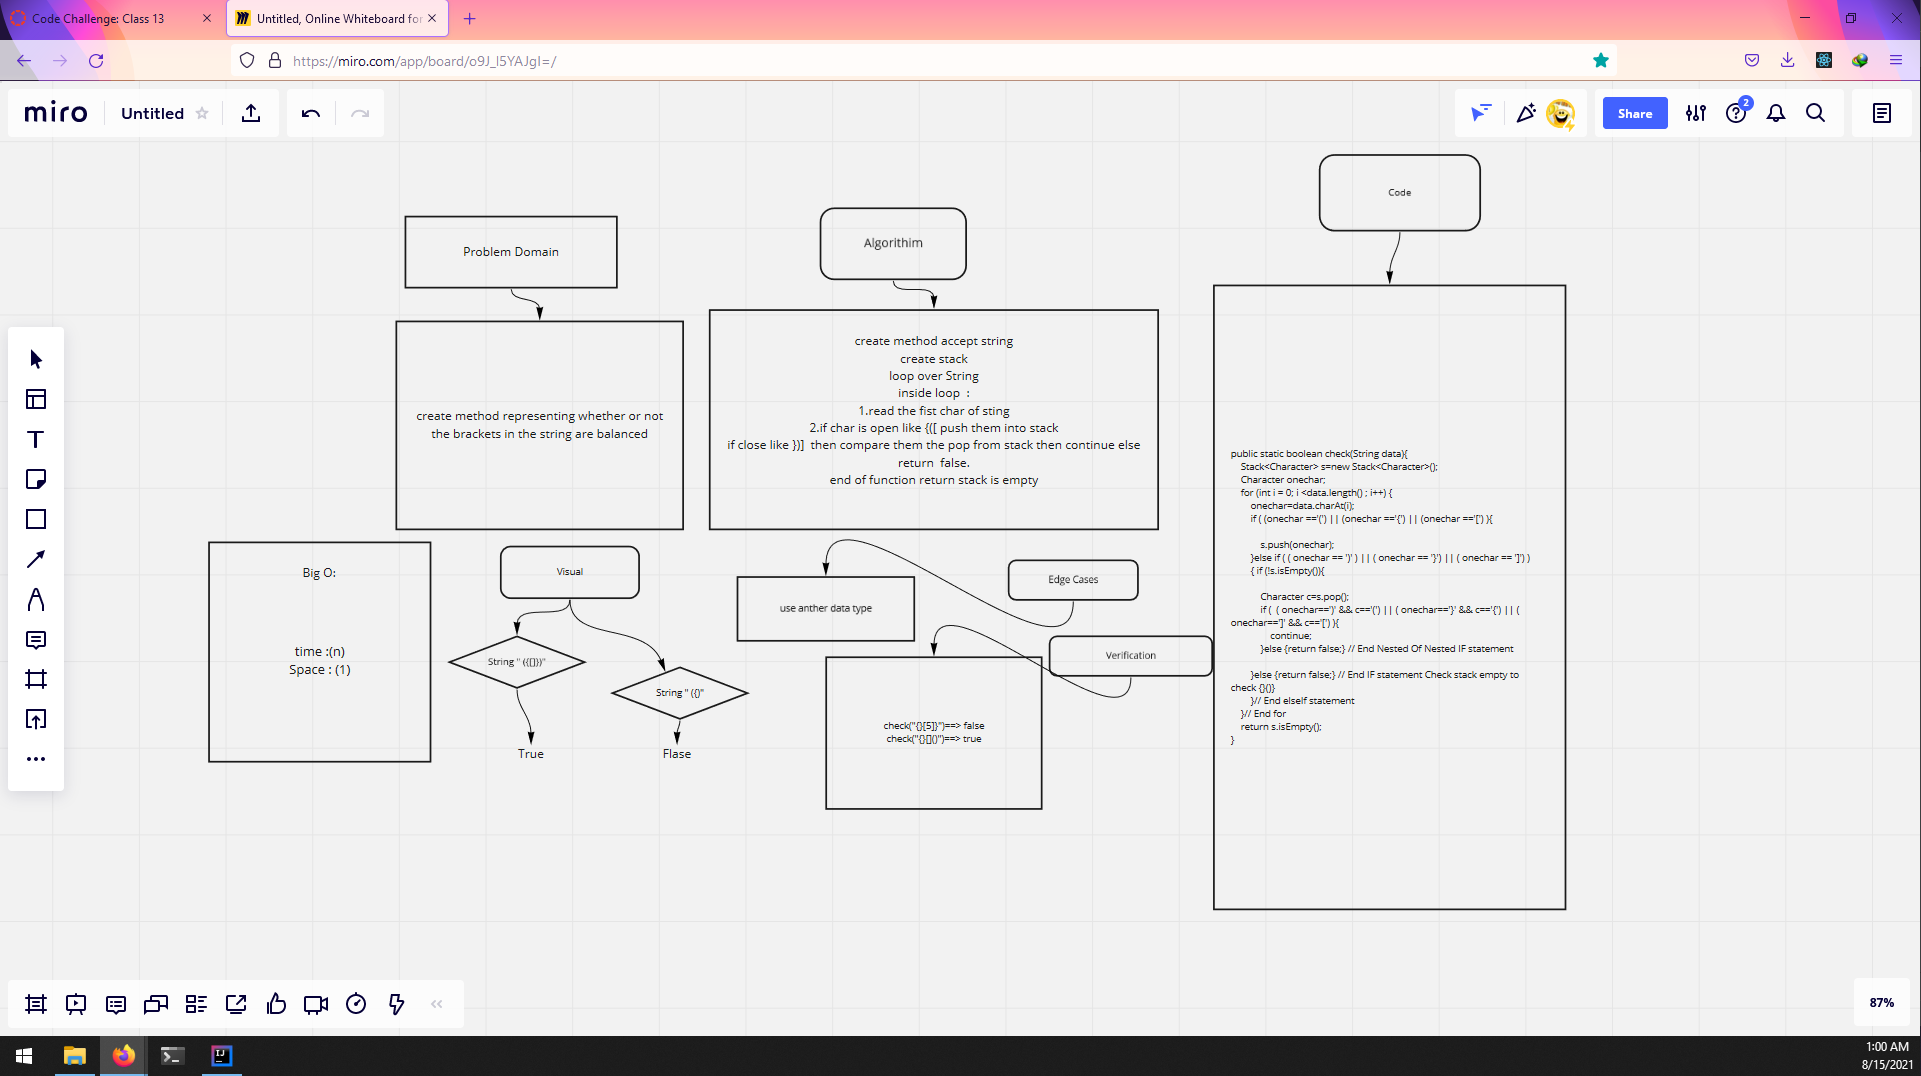 Code Challenge: Class 13
Untitled, Online Whiteboard for
https://miro.com/app/board/o9J_l5YAJgI=/
miro
Untitled
Share
2
Code
Problem Domain
Algorithim
create method representing whether or not
the brackets in the string are balanced
create method accept string
create stack
loop over String
inside loop :
1.read the fist char of sting
2.if char is open like {([ push them into stack
if close like })] then compare them the pop from stack then continue else
return false.
end of function return stack is empty
public static boolean check(String data){
Stack<Character> s=new Stack<Character>();
Character onechar;
for (int i = 0; i <data.length() ; i++) {
onechar=data.charAt(i);
if ( (onechar =='(') || (onechar =='{') || (onechar =='[') ){
s.push(onechar);
}else if ( ( onechar == ')' ) || ( onechar == '}') || ( onechar == ']') )
{ if (!s.isEmpty()){
Character c=s.pop();
if ( ( onechar==')' && c=='(') || ( onechar=='}' && c=='{') || (
onechar==']' && c=='[') ){
continue;
}else {return false;} // End Nested Of Nested IF statement
}else {return false;} // End IF statement Check stack empty to
check {}()}
}// End elseIf statement
}// End for
return s.isEmpty();
}
Big O:
time :(n)
Space : (1)
Visual
String " ({[]})"
String " ({)"
True
Flase
Edge Cases
use anther data type
Verification
check("{}[5]}")==> false
check("{}[]()")==> true
87%
1:00 AM
8/15/2021